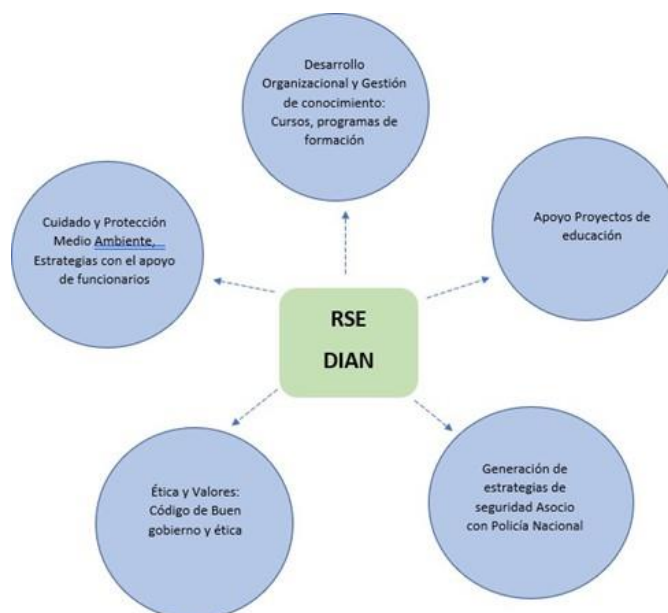 Desarrollo
Organizacional y Gestión
de conocimiento:
Cursos, programas de
formación
Cuidado y Protección
Medio Ambiente,
Estrategias con el apoyo
de funcionarios
Apoyo Proyectos de
educación
RSE
DIAN
Ética y Valores:
Código de Buen
gobierno y ética
Generación de
estrategias de
seguridad Asocio
con Policía Nacional